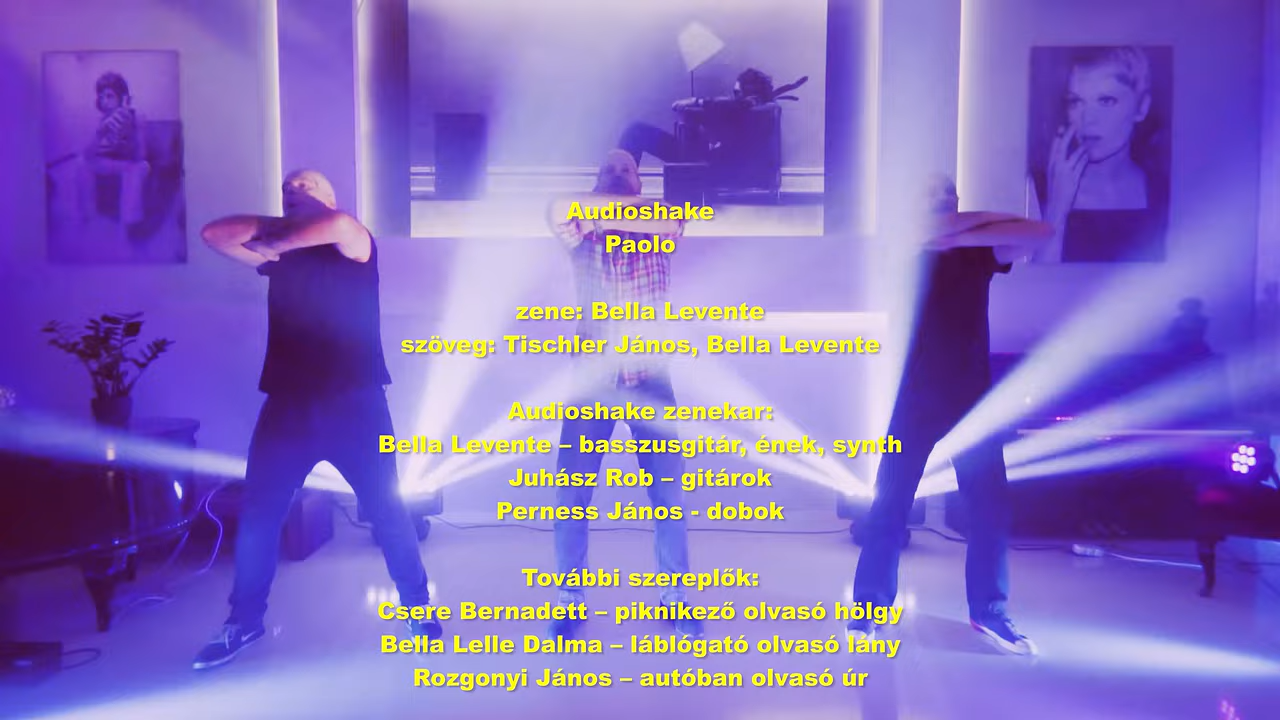 Audioshake
Paolo
zene: Bella Levente
szöveg: Tischler János, Bella Levente
Audioshake zenekar:
Bella Levente – basszusgitár, ének, synth
Juhász Rob – gitárok
Perness János - dobok
További szereplők:
Csere Bernadett – piknikező olvasó hölgy
Bella Lelle Dalma – láblógató olvasó lány
Rozgonyi János – autóban olvasó úr